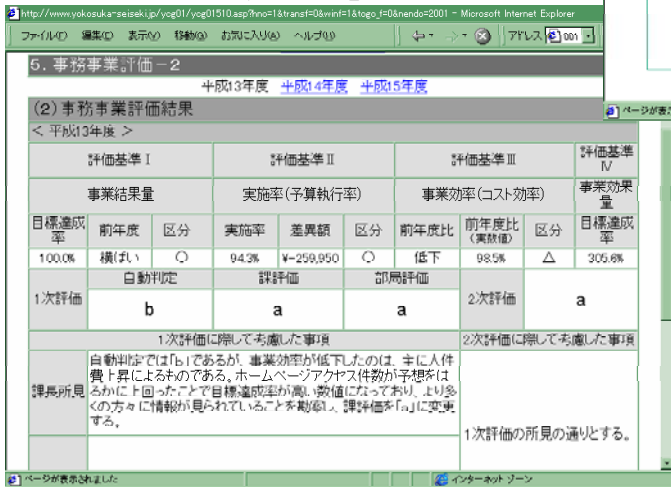 http://www.yokosuka-seiseki.jp/ycg01/ycg01510.asp?hno=1&transf=0&winf=1&togo_f=0&nendo=2001 - Microsoft Internet Explorer
ファイル(F) 編集(E) 表示(V) 移動(G) お気に入り(A) ヘルプ(H) アドレス 001
5. 事務事業評価-2
平成13年度 平成14年度 平成15年度
(2)事務事業評価結果
<平成13年度>
評価基準Ⅰ 評価基準Ⅱ 評価基準Ⅲ 評価基準Ⅳ
事業結果量 実施率(予算執行率) 事業効率(コスト効率) 事業効果量
目標達成率 前年度 区分 実施率 差異額 区分 前年度比 前年度比(実数値) 区分 目標達成率
100.0% 横ばい ○ 94.3% ¥-259,950 ○ 低下 98.5% △ 305.6%
1次評価 自動判定 課評価 部局評価 2次評価 a
b a a
1次評価に際して考慮した事項 2次評価に際して考慮した事項
課長所見
自動判定では「b」であるが、事業効率が低下したのは、主に人件
費上昇によるものである。ホームページアクセス件数が予想をは
るかに上回ったことで目標達成率が高い数値になっており、より多
くの方々に情報が見られていることを勘案し、課評価を「a」に変更
する。
1次評価の所見の通りとする。
ページが表示されました インターネット ゾーン
ページが表